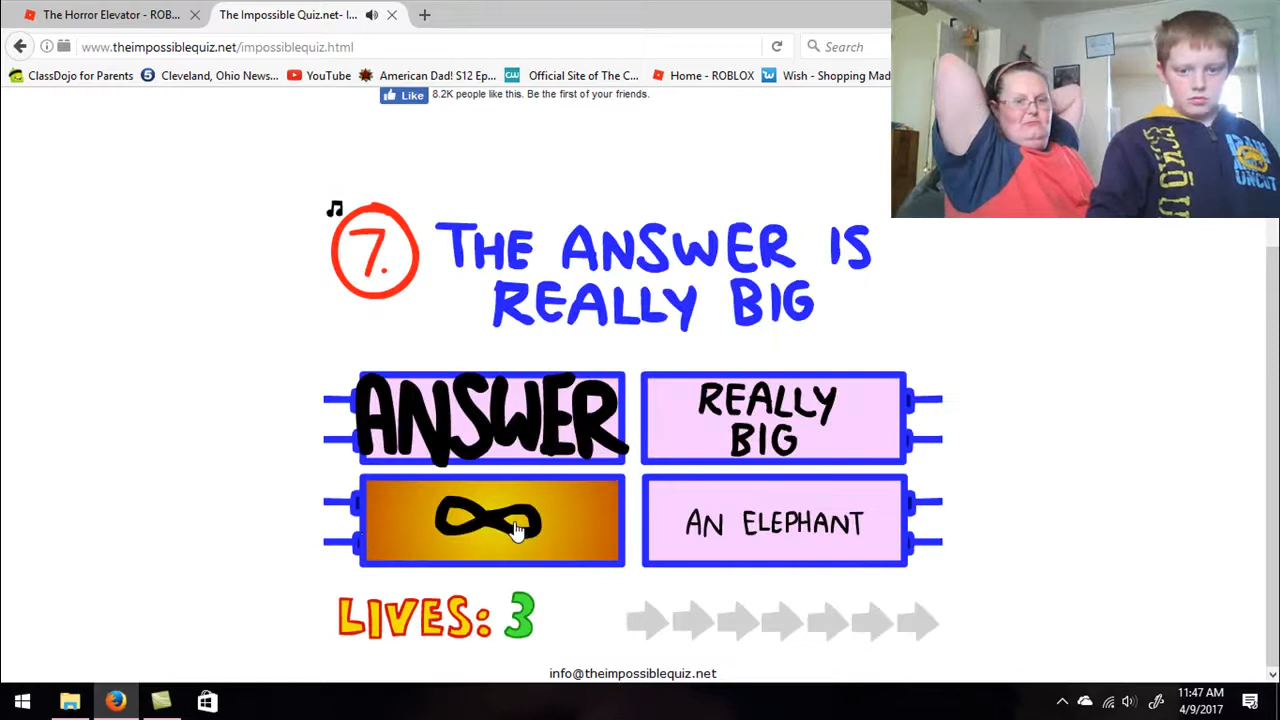 The Horror Elevator - ROB...
The Impossible Quiz.net- I...
www.theimpossiblequiz.net/impossiblequiz.html
Search
ClassDojo for Parents
Cleveland, Ohio News...
YouTube
American Dad! S12 Ep...
Official Site of The C...
Home - ROBLOX
Wish - Shopping Mad
Like
8.2K people like this. Be the first of your friends.
7. THE ANSWER IS
REALLY BIG
ANSWER
REALLY
BIG
∞
AN ELEPHANT
LIVES: 3
info@theimpossiblequiz.net
11:47 AM
4/9/2017